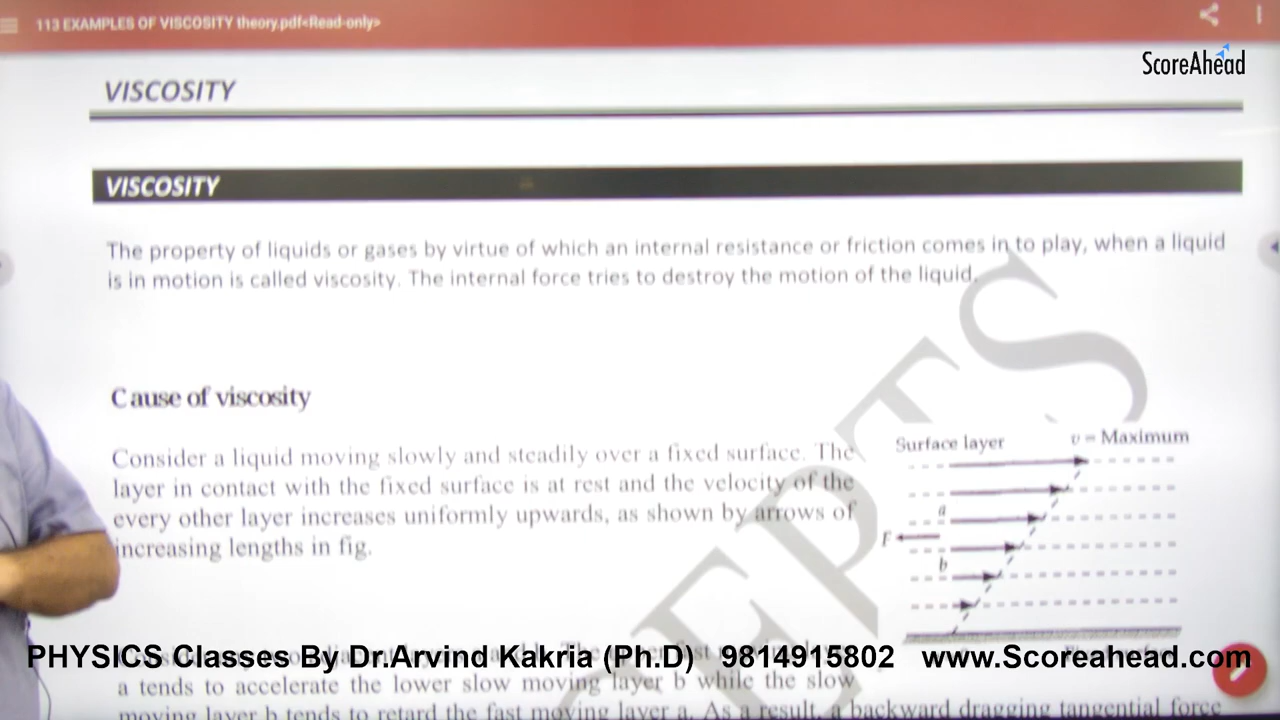 113 EXAMPLES OF VISCOSITY theory.pdf<Read-only>
ScoreAhead
VISCOSITY
VISCOSITY
The property of liquids or gases by virtue of which an internal resistance or friction comes in to play, when a liquid
is in motion is called viscosity. The internal force tries to destroy the motion of the liquid.
Cause of viscosity
Consider a liquid moving slowly and steadily over a fixed surface. The
layer in contact with the fixed surface is at rest and the velocity of the
every other layer increases uniformly upwards, as shown by arrows of
increasing lengths in fig.
Surface layer
v = Maximum
a
F
b
EPTS
PHYSICS Classes By Dr.Arvind Kakria (Ph.D) 9814915802 www.Scoreahead.com
a tends to accelerate the lower slow moving layer b while the slow
moving layer b tends to retard the fast moving layer a. As a result, a backward dragging tangential force